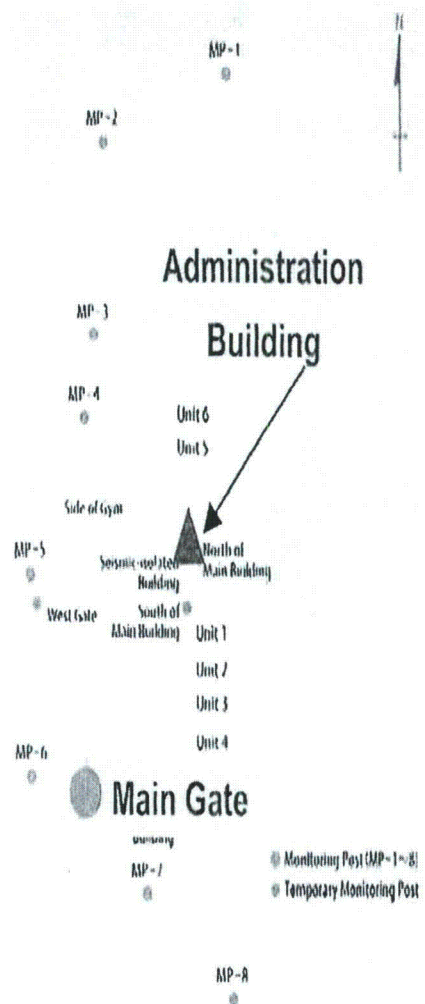 N
MP-1
MP-2
Administration
Building
MP-3
MP-4
Unit 6
Unit 5
Side of Gym
MP-5
Seismic-isolated
Building
North of
Main Building
West Gate
South of
Main Building
Unit 1
Unit 2
Unit 3
Unit 4
MP-6
Main Gate
Building
MP-7
Monitoring Post (MP-1~8)
Temporary Monitoring Post
MP-8